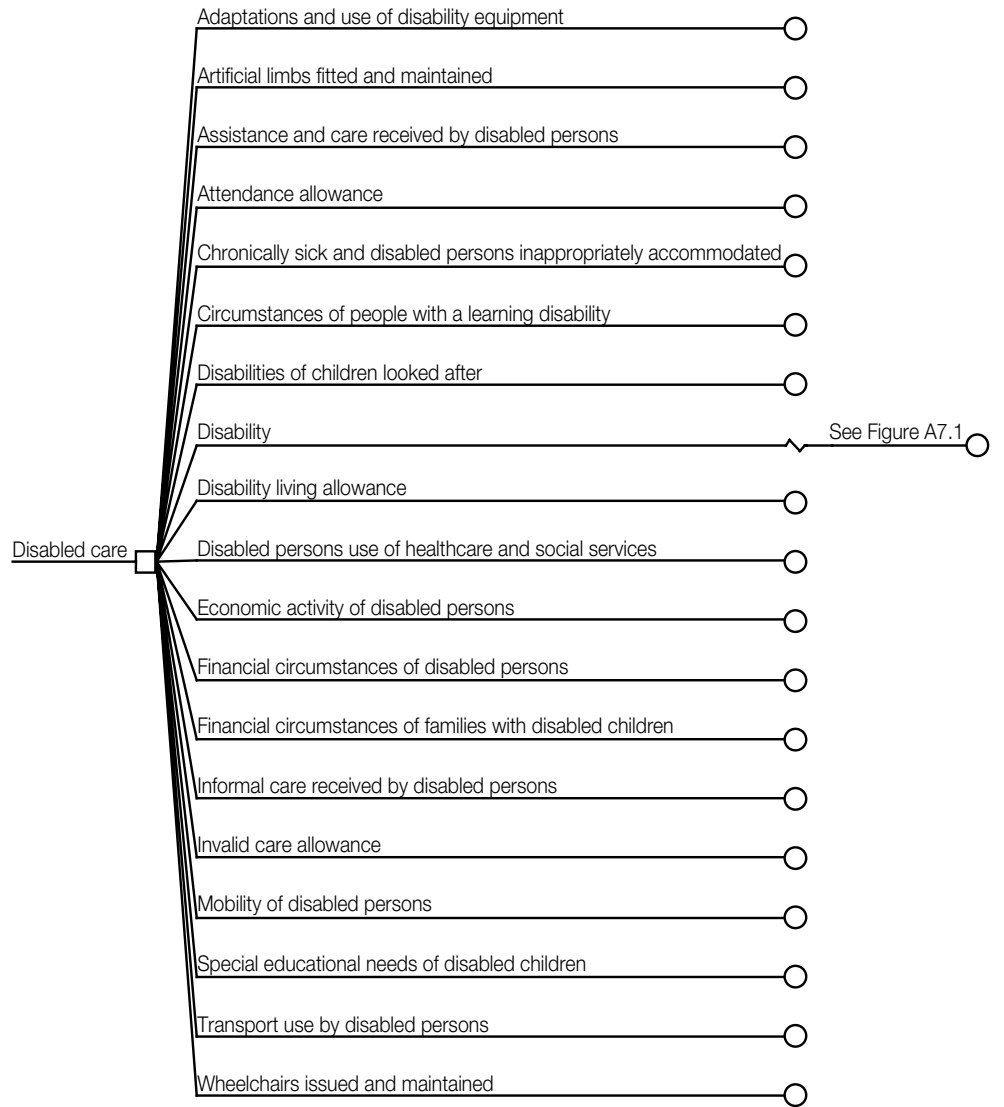 Adaptations and use of disability equipment
Artificial limbs fitted and maintained
Assistance and care received by disabled persons
Attendance allowance
Chronically sick and disabled persons inappropriately accommodated
Circumstances of people with a learning disability
Disabilities of children looked after
Disability
See Figure A7.1
Disability living allowance
Disabled care
Disabled persons use of healthcare and social services
Economic activity of disabled persons
Financial circumstances of disabled persons
Financial circumstances of families with disabled children
Informal care received by disabled persons
Invalid care allowance
Mobility of disabled persons
Special educational needs of disabled children
Transport use by disabled persons
Wheelchairs issued and maintained